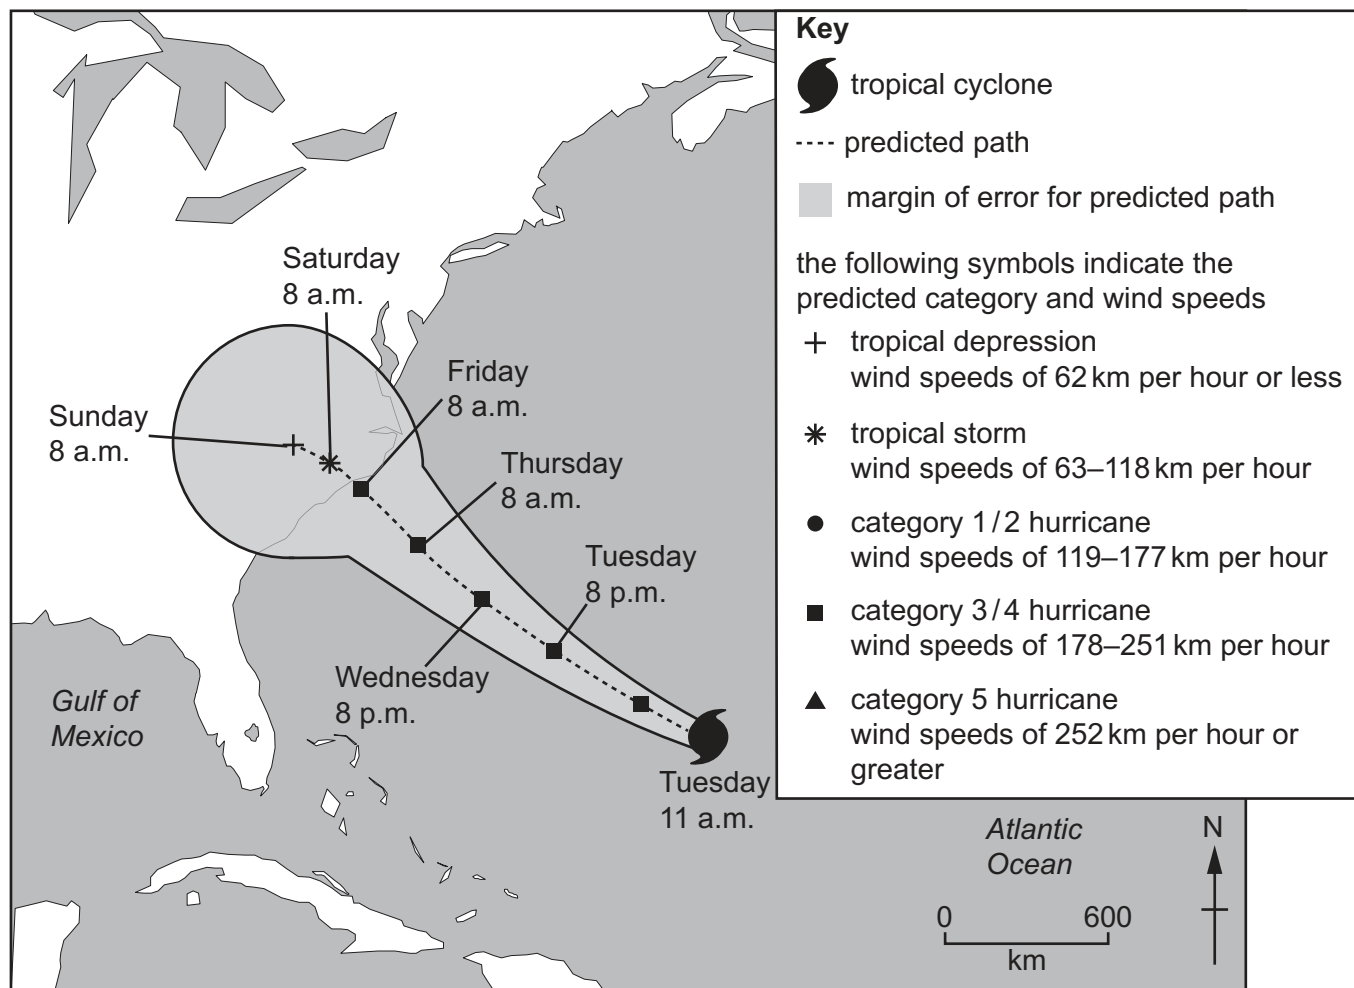 Key
tropical cyclone
predicted path
margin of error for predicted path
the following symbols indicate the
predicted category and wind speeds
tropical depression
wind speeds of 62 km per hour or less
tropical storm
wind speeds of 63–118 km per hour
category 1/2 hurricane
wind speeds of 119–177 km per hour
category 3/4 hurricane
wind speeds of 178–251 km per hour
category 5 hurricane
wind speeds of 252 km per hour or
greater
Saturday
8 a.m.
Friday
8 a.m.
Sunday
8 a.m.
Thursday
8 a.m.
Tuesday
8 p.m.
Wednesday
8 p.m.
Gulf of
Mexico
Tuesday
11 a.m.
Atlantic
Ocean
N
0 600
km